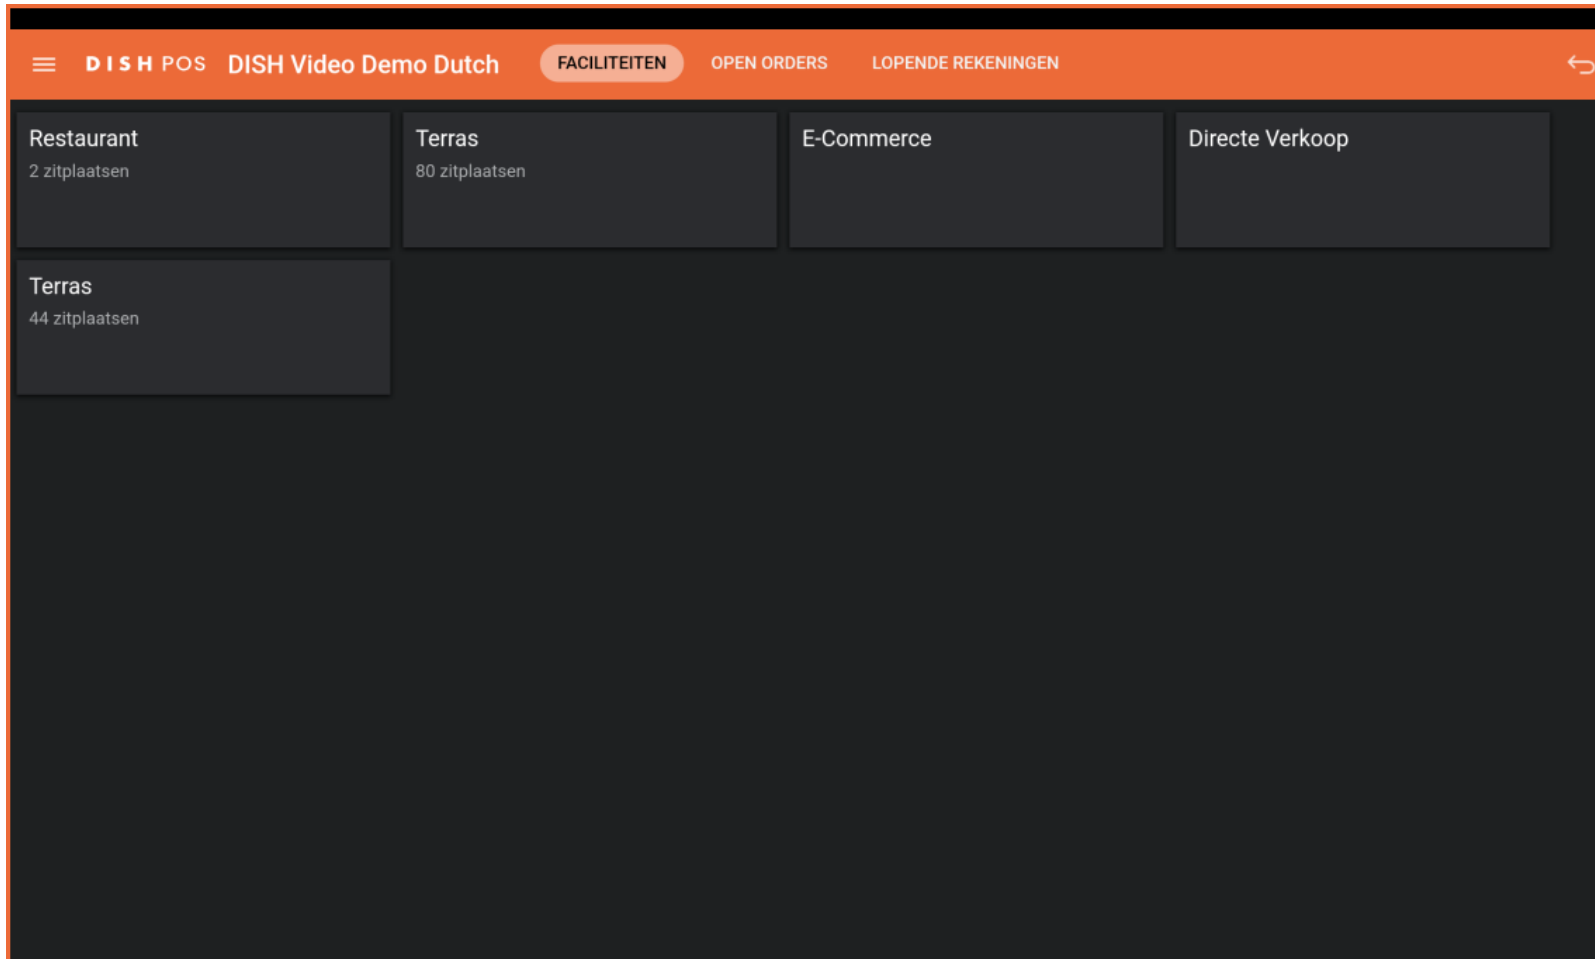 DISH POS DISH Video Demo Dutch FACILITEITEN OPEN ORDERS LOPENDE REKENINGEN
Restaurant
2 zitplaatsen
Terras
80 zitplaatsen
E-Commerce
Directe Verkoop
Terras
44 zitplaatsen